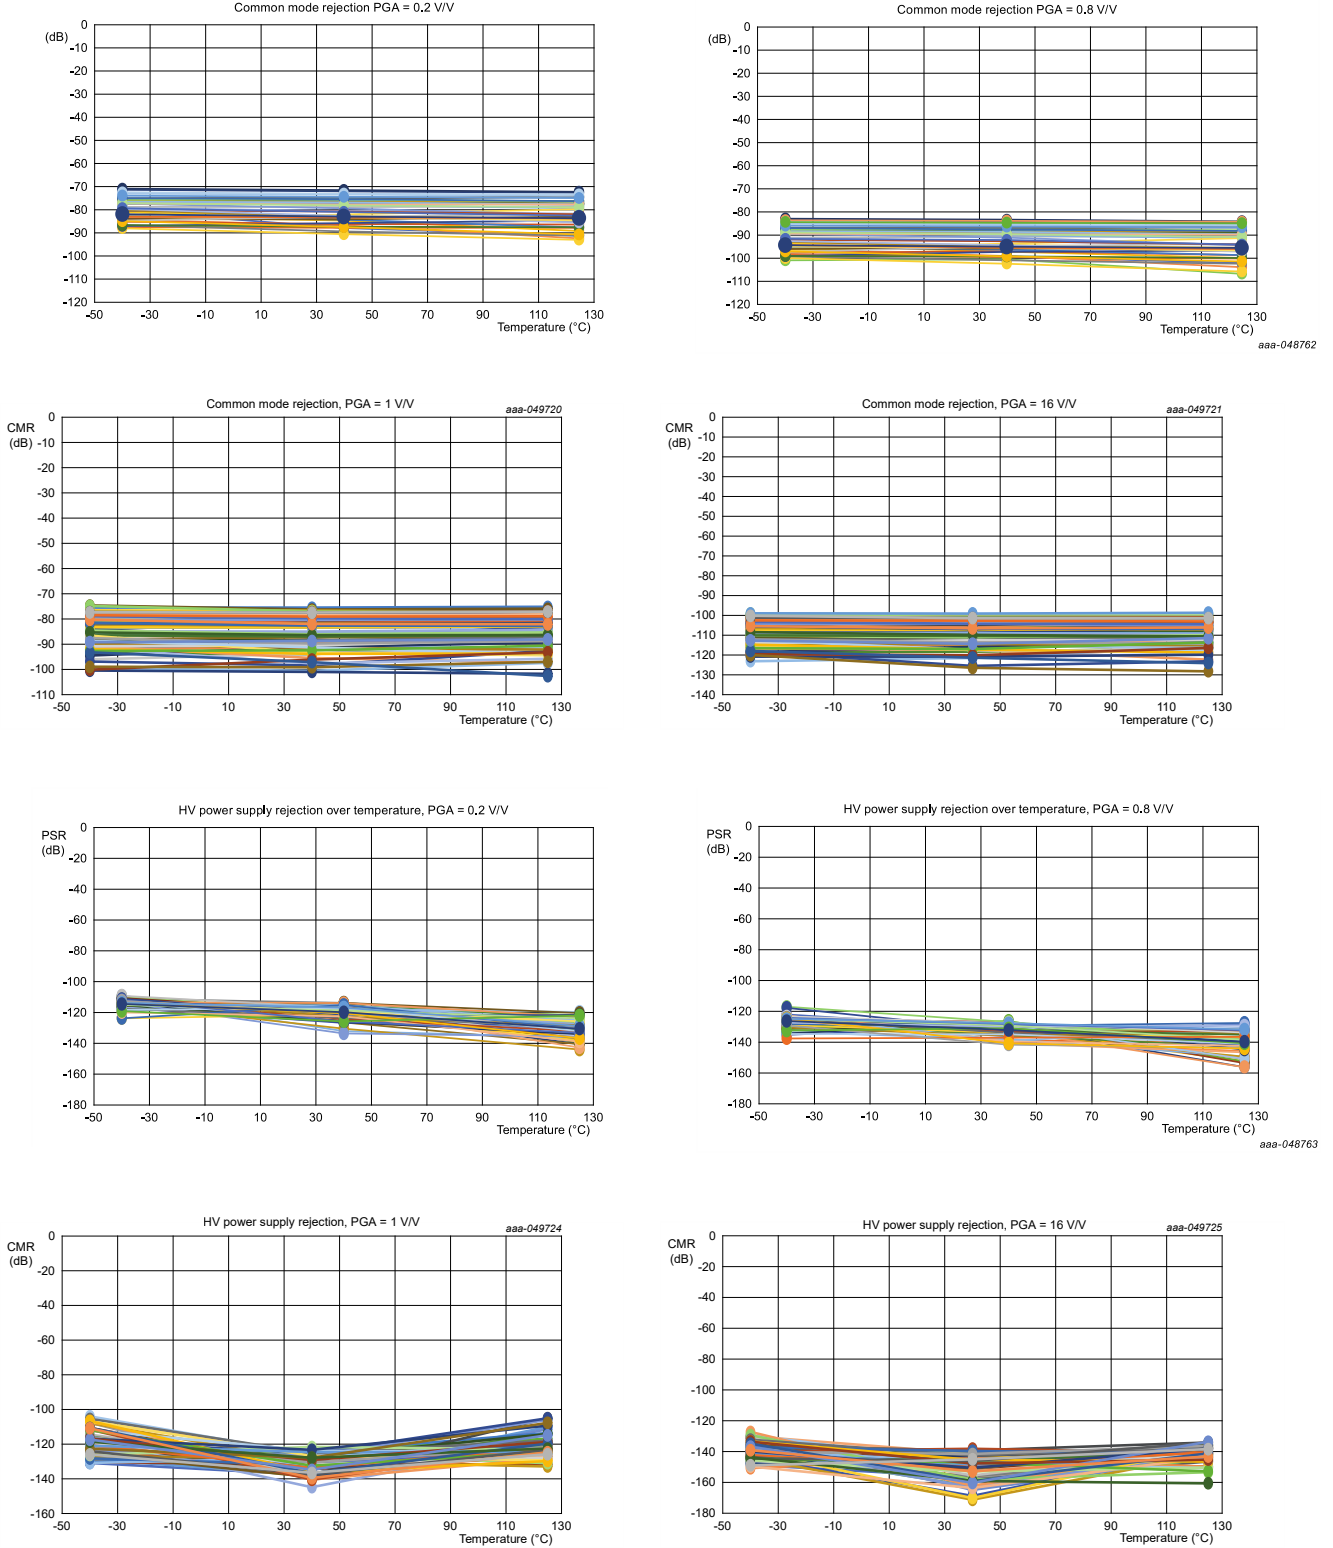 Common mode rejection PGA = 0.2 V/V
(dB)
0
-10
-20
-30
-40
-50
-60
-70
-80
-90
-100
-110
-120
-50 -30 -10 10 30 50 70 90 110 130
Temperature (°C)
Common mode rejection PGA = 0.8 V/V
(dB)
0
-10
-20
-30
-40
-50
-60
-70
-80
-90
-100
-110
-120
-50 -30 -10 10 30 50 70 90 110 130
Temperature (°C)
aaa-048762
Common mode rejection, PGA = 1 V/V
aaa-049720
CMR
(dB)
0
-10
-20
-30
-40
-50
-60
-70
-80
-90
-100
-110
-50 -30 -10 10 30 50 70 90 110 130
Temperature (°C)
Common mode rejection, PGA = 16 V/V
aaa-049721
CMR
(dB)
0
-10
-20
-30
-40
-50
-60
-70
-80
-90
-100
-110
-120
-130
-140
-50 -30 -10 10 30 50 70 90 110 130
Temperature (°C)
HV power supply rejection over temperature, PGA = 0.2 V/V
PSR
(dB)
0
-20
-40
-60
-80
-100
-120
-140
-160
-180
-50 -30 -10 10 30 50 70 90 110 130
Temperature (°C)
HV power supply rejection over temperature, PGA = 0.8 V/V
PSR
(dB)
0
-20
-40
-60
-80
-100
-120
-140
-160
-180
-50 -30 -10 10 30 50 70 90 110 130
Temperature (°C)
aaa-048763
HV power supply rejection, PGA = 1 V/V
aaa-049724
CMR
(dB)
0
-20
-40
-60
-80
-100
-120
-140
-160
-50 -30 -10 10 30 50 70 90 110 130
Temperature (°C)
HV power supply rejection, PGA = 16 V/V
aaa-049725
CMR
(dB)
0
-20
-40
-60
-80
-100
-120
-140
-160
-180
-50 -30 -10 10 30 50 70 90 110 130
Temperature (°C)